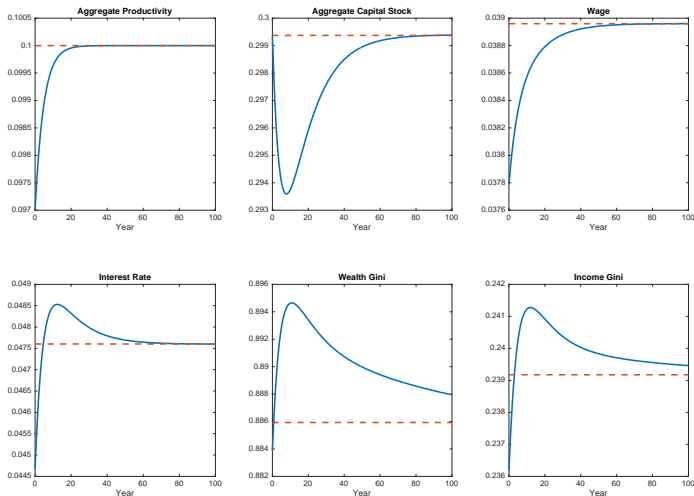 Aggregate Productivity
0.1005
0.1
0.0995
0.099
0.0985
0.098
0.0975
0.097
0 20 40 60 80 100
Year
Aggregate Capital Stock
0.3
0.299
0.298
0.297
0.296
0.295
0.294
0.293
0 20 40 60 80 100
Year
Wage
0.039
0.0388
0.0386
0.0384
0.0382
0.038
0.0378
0.0376
0 20 40 60 80 100
Year
Interest Rate
0.049
0.0485
0.048
0.0475
0.047
0.0465
0.046
0.0455
0.045
0.0445
0 20 40 60 80 100
Year
Wealth Gini
0.896
0.894
0.892
0.89
0.888
0.886
0.884
0.882
0 20 40 60 80 100
Year
Income Gini
0.242
0.241
0.24
0.239
0.238
0.237
0.236
0 20 40 60 80 100
Year